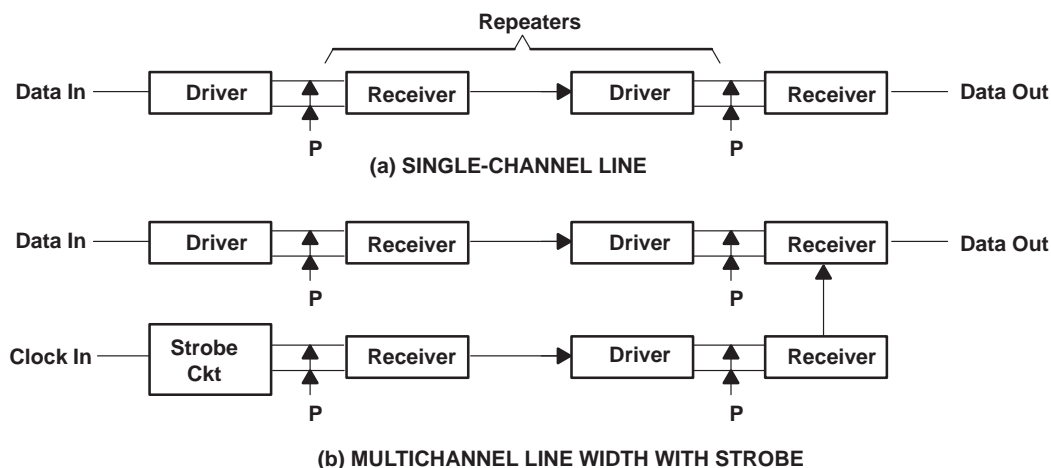 Repeaters
Data In Driver Receiver Driver Receiver Data Out
P P
(a) SINGLE-CHANNEL LINE
Data In Driver Receiver Driver Receiver Data Out
P P
Clock In Strobe Ckt Receiver Driver Receiver
P P
(b) MULTICHANNEL LINE WIDTH WITH STROBE